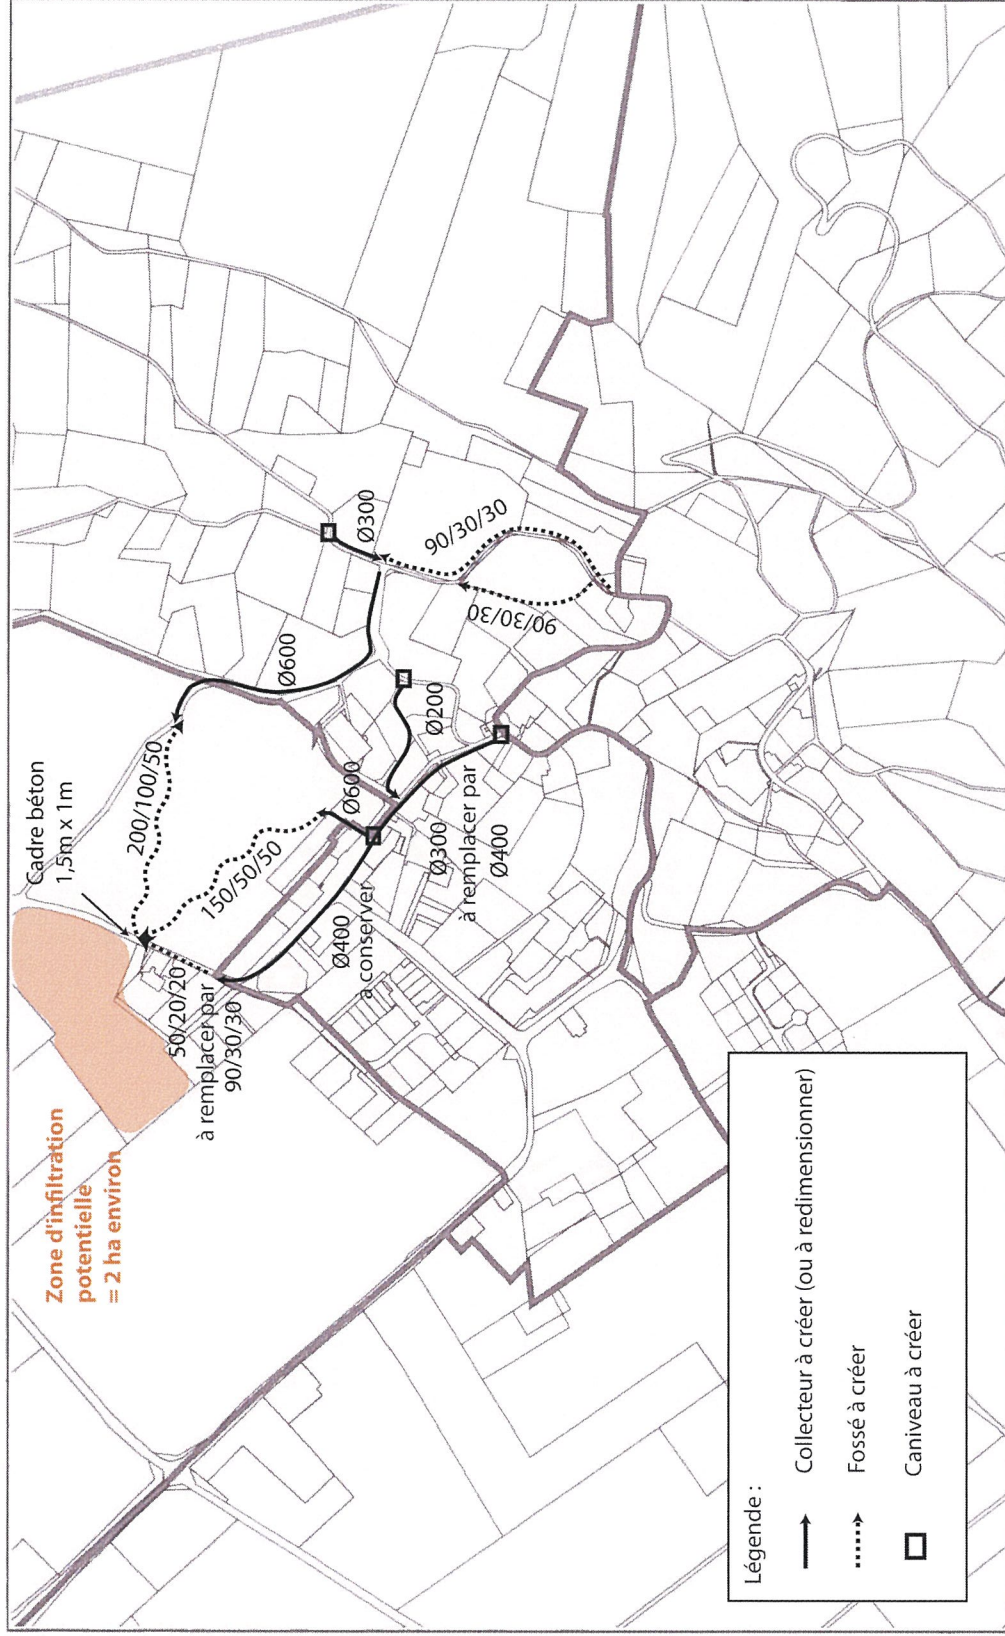 Zone d'infiltration
potentielle
= 2 ha environ
Cadre béton
1,5m x 1m
50/20/20
à remplacer par
90/30/30
200/100/50
150/50/50
Ø600
Ø300
90/30/30
90/30/30
Ø600
Ø200
Ø400
à conserver
Ø300
à remplacer par
Ø400
Légende :
Collecteur à créer (ou à redimensionner)
Fossé à créer
Caniveau à créer